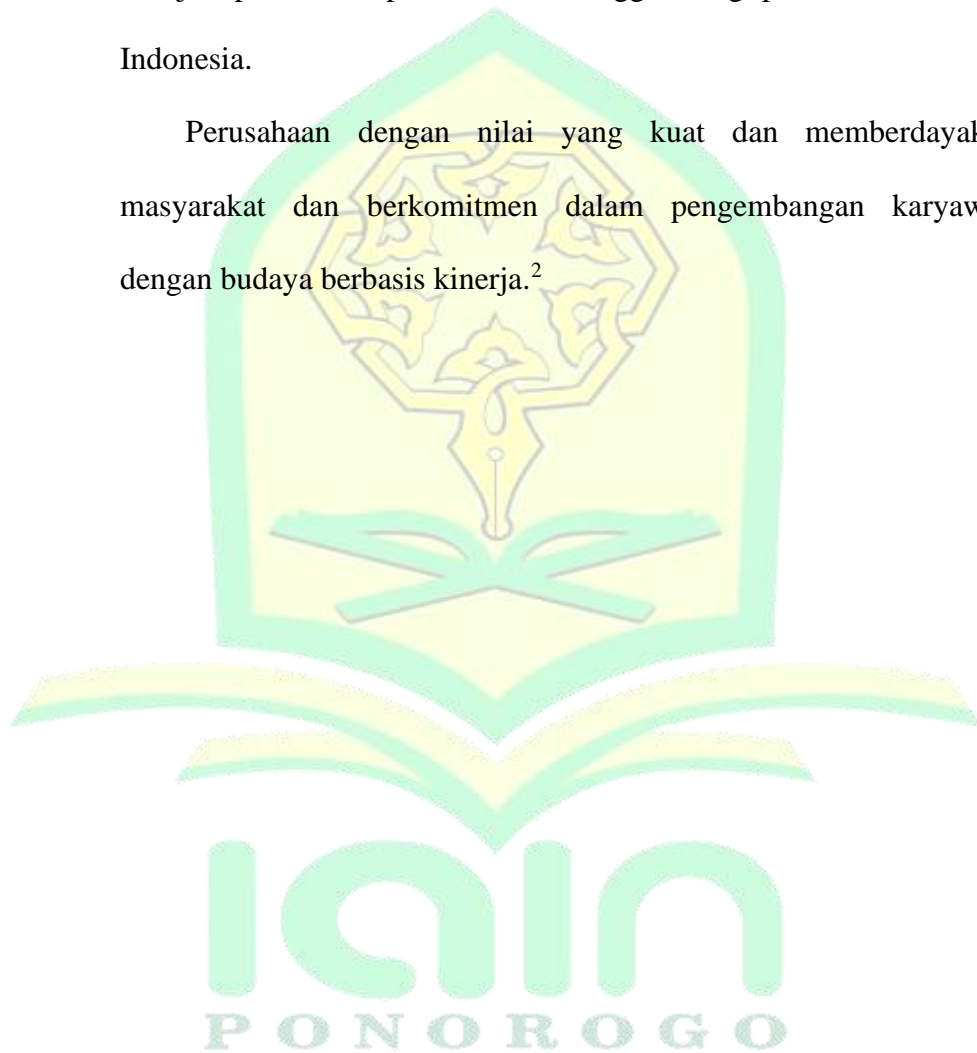 Indonesia.
Perusahaan dengan nilai yang kuat dan memberdayak
masyarakat dan berkomitmen dalam pengembangan karyaw
dengan budaya berbasis kinerja.²
iain
PONOROGO